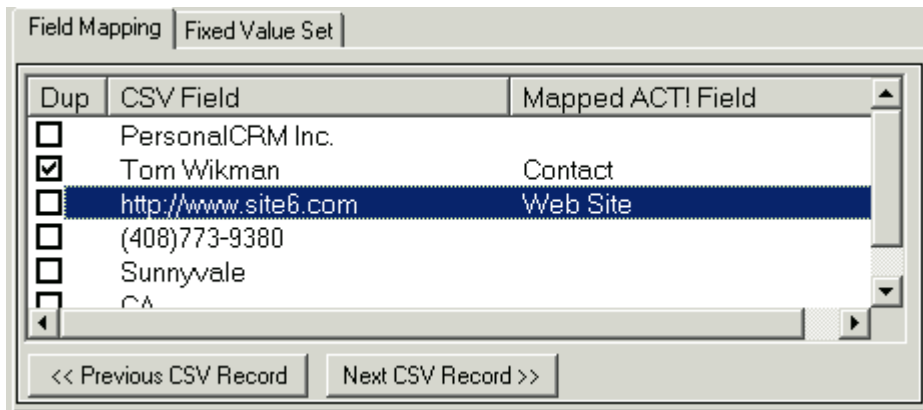 Field Mapping Fixed Value Set
Dup CSV Field Mapped ACT! Field
PersonalCRM Inc.
Tom Wikman Contact
http://www.site6.com Web Site
(408)773-9380
Sunnyvale
CA
<< Previous CSV Record Next CSV Record >>